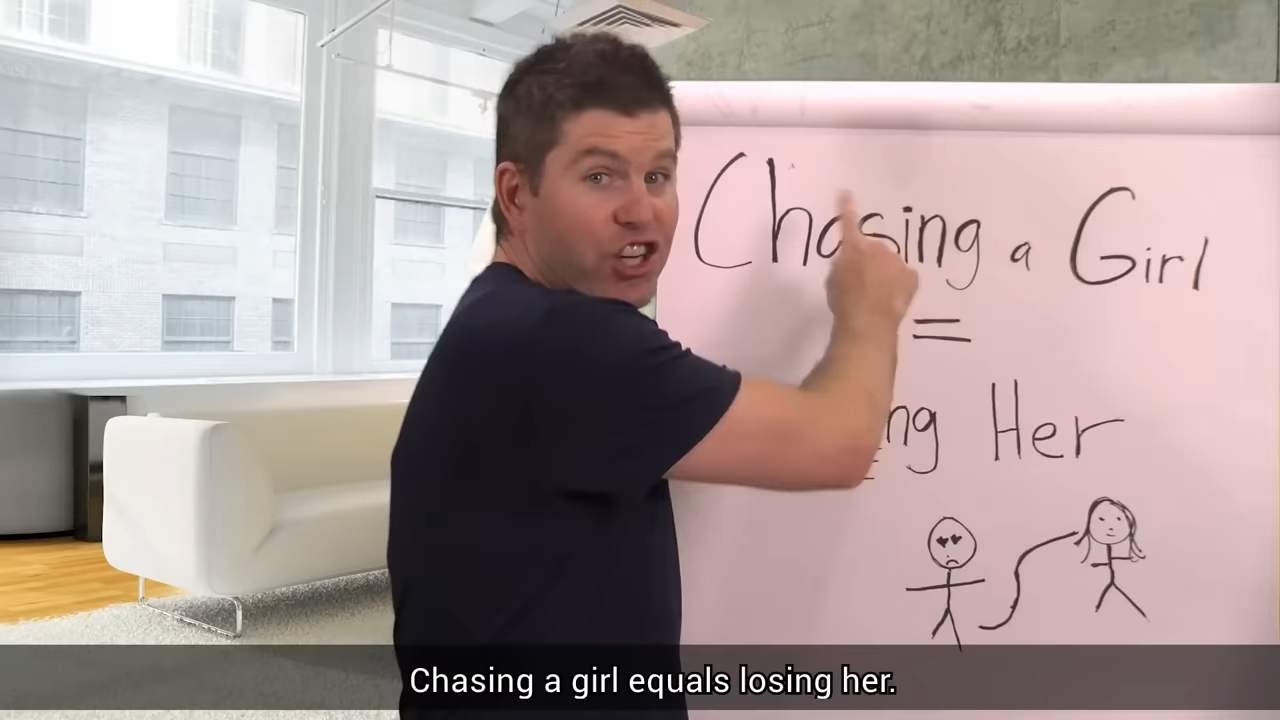 Chasing a Girl
=
ng Her
Chasing a girl equals losing her.